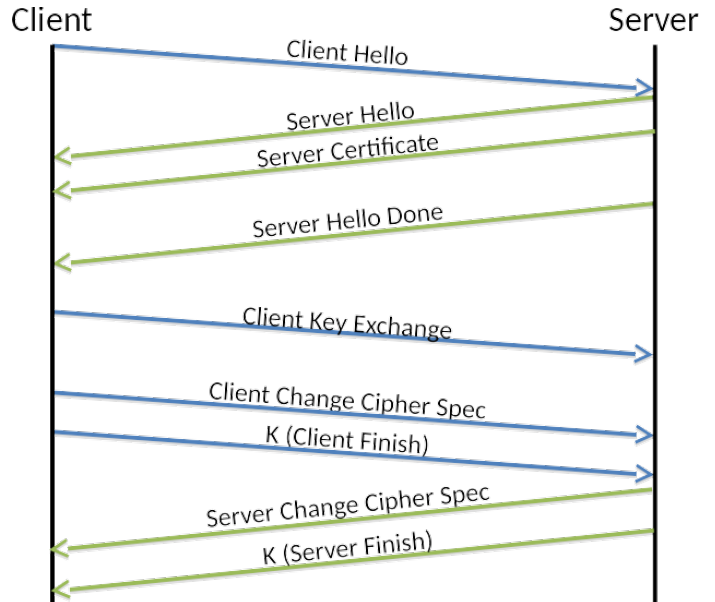 Client
Server
Client Hello
Server Hello
Server Certificate
Server Hello Done
Client Key Exchange
Client Change Cipher Spec
K (Client Finish)
Server Change Cipher Spec
K (Server Finish)